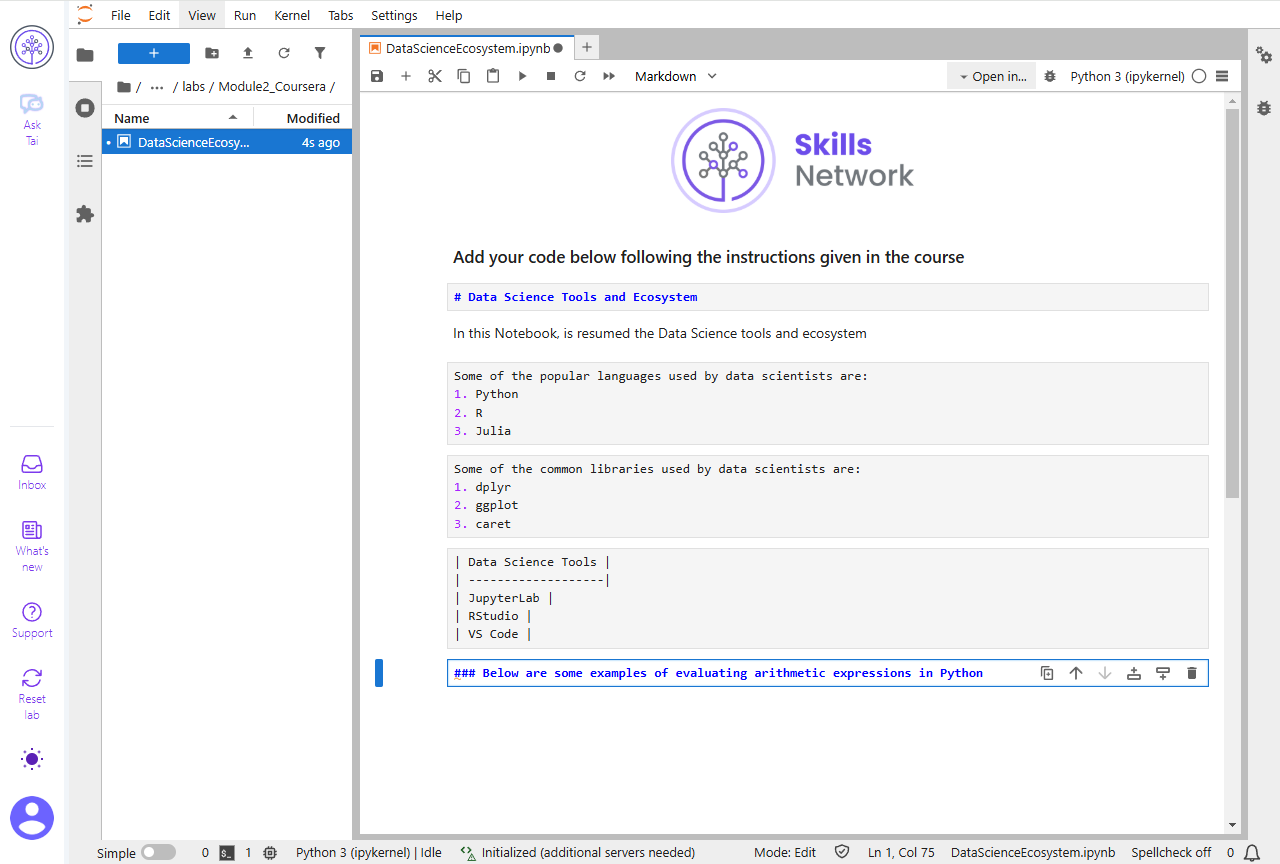 File Edit View Run Kernel Tabs Settings Help
Ask
Tai
Inbox
What's
new
Support
Reset
lab
+
/ ... / labs / Module2_Coursera /
Name Modified
DataScienceEcosy... 4s ago
DataScienceEcosystem.ipynb
+
Markdown
Open in...
Python 3 (ipykernel)
Skills
Network
Add your code below following the instructions given in the course
# Data Science Tools and Ecosystem
In this Notebook, is resumed the Data Science tools and ecosystem
Some of the popular languages used by data scientists are:
1. Python
2. R
3. Julia
Some of the common libraries used by data scientists are:
1. dplyr
2. ggplot
3. caret
| Data Science Tools |
| -------------------|
| JupyterLab |
| RStudio |
| VS Code |
### Below are some examples of evaluating arithmetic expressions in Python
Simple 0 $_ 1 Python 3 (ipykernel) | Idle Initialized (additional servers needed) Mode: Edit Ln 1, Col 75 DataScienceEcosystem.ipynb Spellcheck off 0